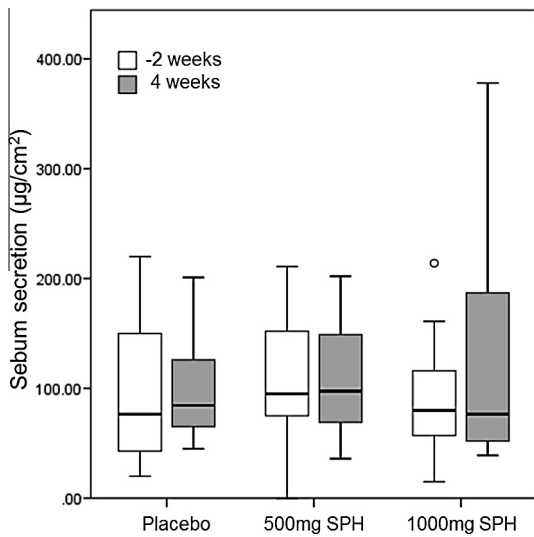 400.00
300.00
200.00
100.00
.00
Sebum secretion (µg/cm²)
-2 weeks
4 weeks
Placebo
500mg SPH
1000mg SPH